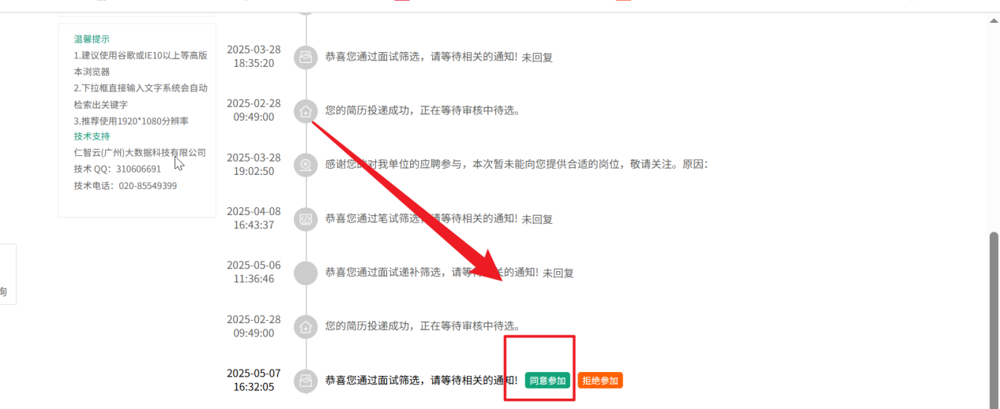 温馨提示
1.建议使用谷歌或IE10以上等高版
本浏览器
2.下拉框直接输入文字系统会自动
检索出关键字
3.推荐使用1920*1080分辨率
技术支持
仁智云(广州)大数据科技有限公司
技术 QQ：310606691
技术电话：020-85549399
询
2025-03-28
18:35:20
恭喜您通过面试筛选，请等待相关的通知! 未回复
2025-02-28
09:49:00
您的简历投递成功，正在等待审核中待选。
2025-03-28
19:02:50
感谢您的对我单位的应聘参与，本次暂未能向您提供合适的岗位，敬请关注。原因：
2025-04-08
16:43:37
恭喜您通过笔试筛选，请等待相关的通知! 未回复
2025-05-06
11:36:46
恭喜您通过面试递补筛选，请等待相关的通知! 未回复
2025-02-28
09:49:00
您的简历投递成功，正在等待审核中待选。
2025-05-07
16:32:05
恭喜您通过面试筛选，请等待相关的通知! 同意参加 拒绝参加